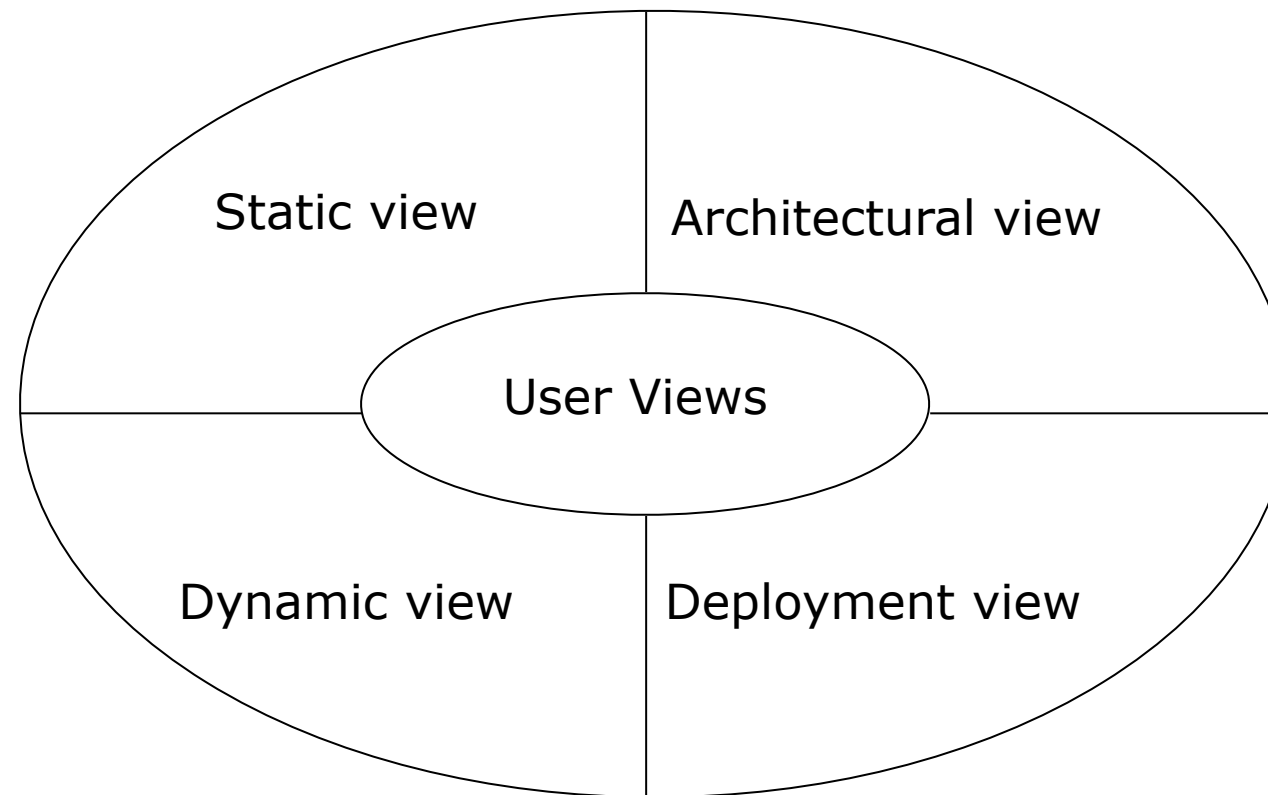 Static view
Architectural view
User Views
Dynamic view
Deployment view